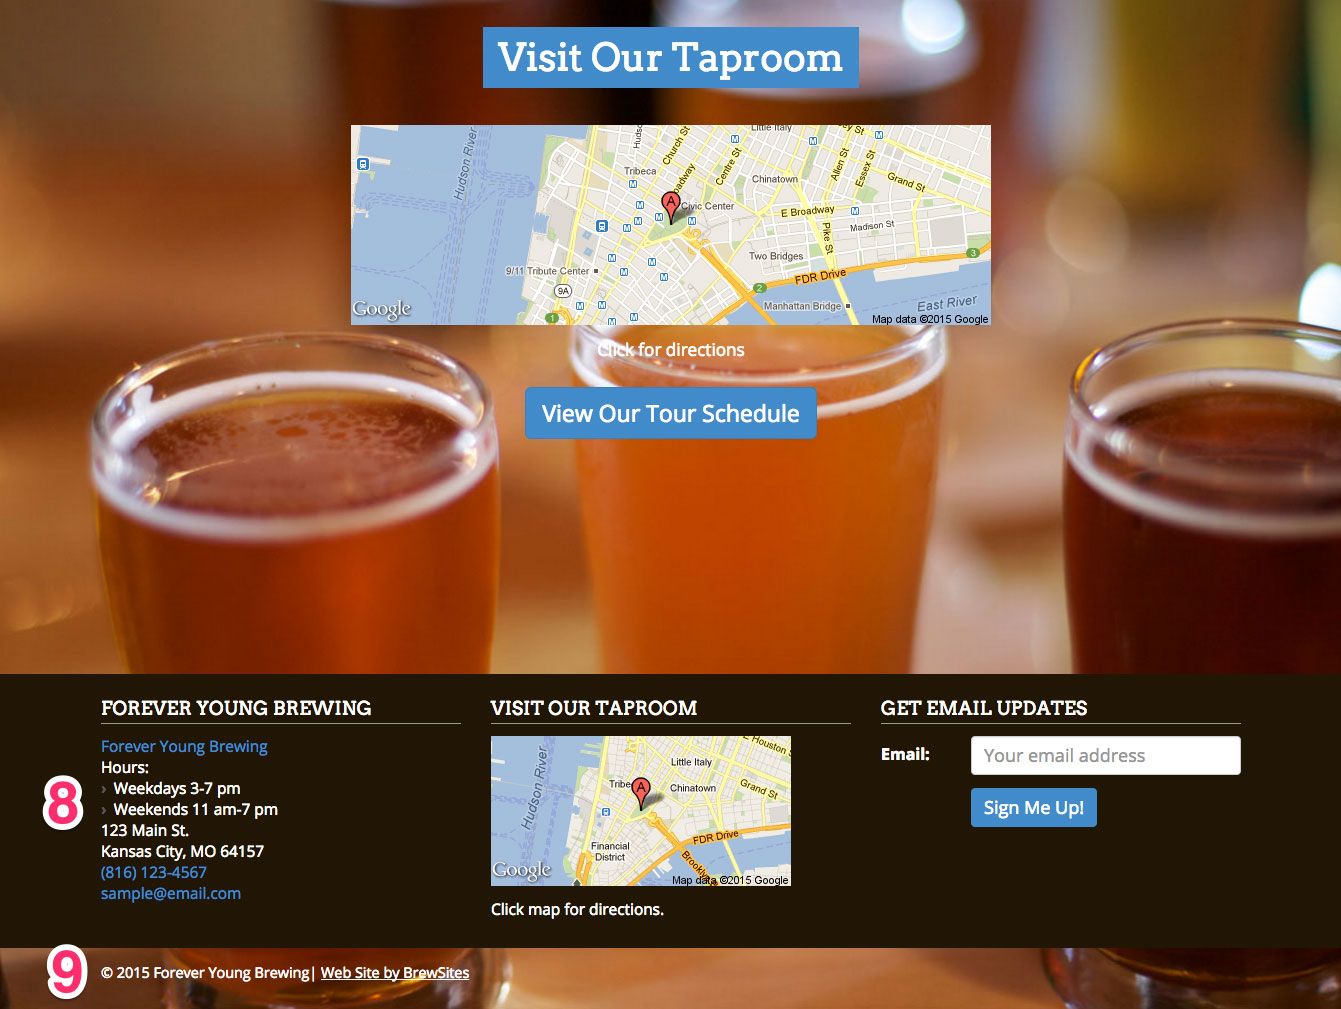 Visit Our Taproom
Hudson River
Hudso
Church St
Broadway
Centre St
Little Italy
Allen St
Essex St
Grand St
Tribeca
Chinatown
Civic Center
A
E Broadway
Madison St
Pike St
Two Bridges
9/11 Tribute Center
9A
FDR Drive
Manhattan Bridge
East River
1
2
3
Google
Map data ©2015 Google
Click for directions
View Our Tour Schedule
FOREVER YOUNG BREWING
Forever Young Brewing
Hours:
› Weekdays 3-7 pm
› Weekends 11 am-7 pm
123 Main St.
Kansas City, MO 64157
(816) 123-4567
sample@email.com
8
VISIT OUR TAPROOM
Hudson River
E Houston S
Little Italy
Tribe
A
Chinatown
Grand St
Financial
District
FDR Drive
Google
Map data ©2015 Google
Click map for directions.
GET EMAIL UPDATES
Email:
Your email address
Sign Me Up!
9
© 2015 Forever Young Brewing| Web Site by BrewSites